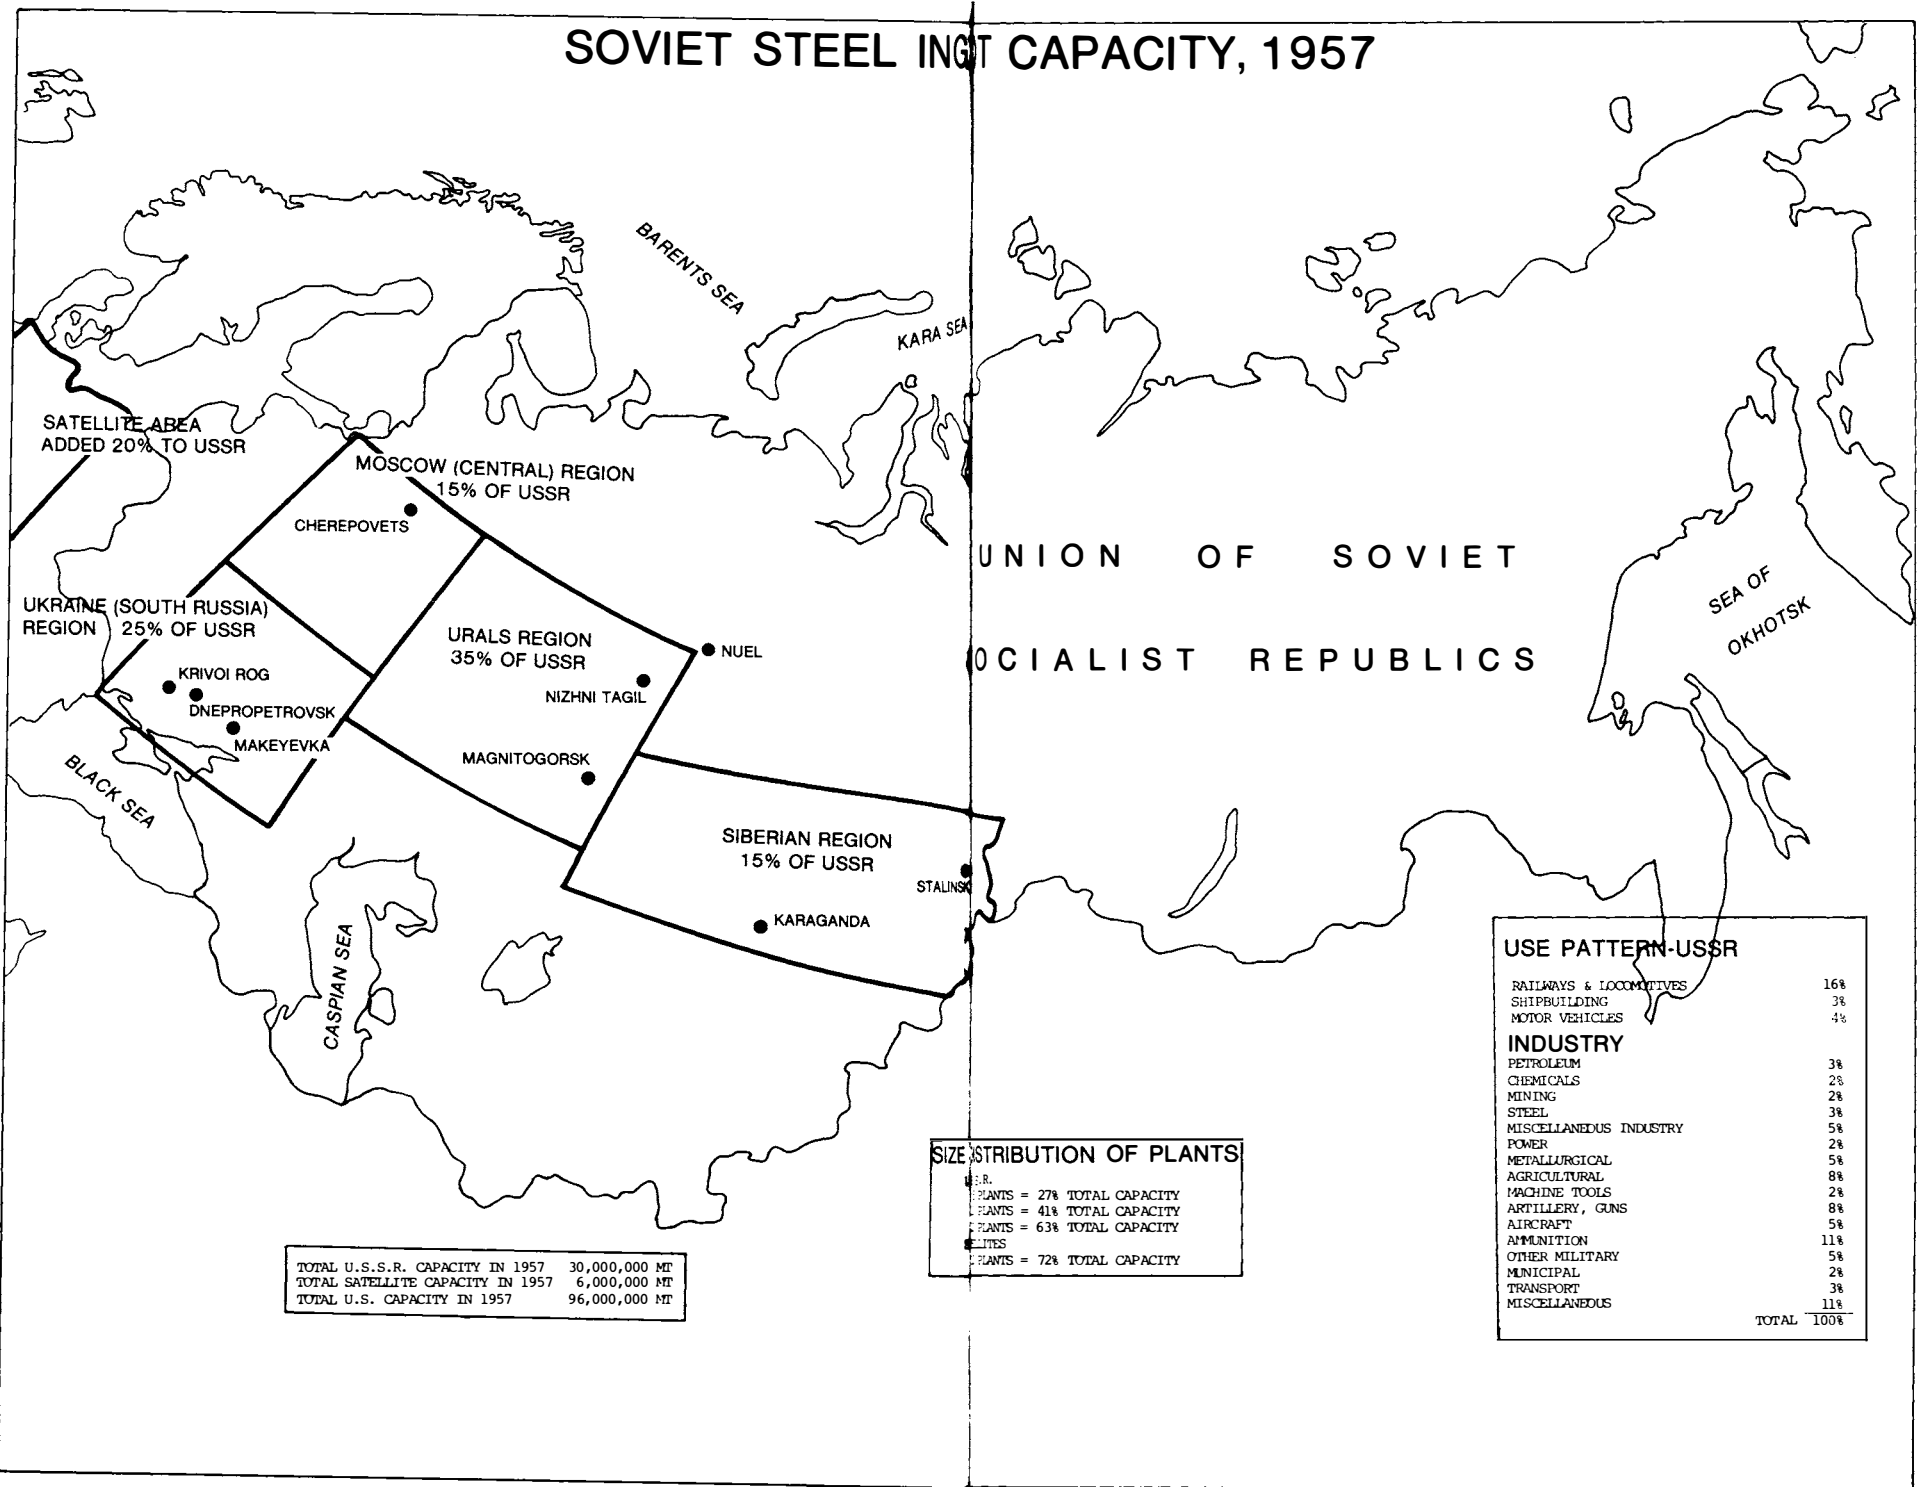 SOVIET STEEL INGT CAPACITY, 1957
BARENTS SEA
KARA SEA
SATELLITE AREA
ADDED 20% TO USSR
MOSCOW (CENTRAL) REGION
15% OF USSR
CHEREPOVETS
UNION OF SOVIET
OCIALIST REPUBLICS
SEA OF
OKHOTSK
UKRAINE (SOUTH RUSSIA)
REGION 25% OF USSR
URALS REGION
35% OF USSR
NUEL
KRIVOI ROG
NIZHNI TAGIL
DNEPROPETROVSK
MAKEYEVKA
MAGNITOGORSK
BLACK SEA
SIBERIAN REGION
15% OF USSR
STALINSK
KARAGANDA
CASPIAN SEA
USE PATTERN-USSR
RAILWAYS & LOCOMOTIVES 16%
SHIPBUILDING 3%
MOTOR VEHICLES 4%
INDUSTRY
PETROLEUM 3%
CHEMICALS 2%
MINING 2%
STEEL 3%
MISCELLANEOUS INDUSTRY 5%
POWER 2%
METALLURGICAL 5%
AGRICULTURAL 8%
MACHINE TOOLS 2%
ARTILLERY, GUNS 8%
AIRCRAFT 5%
AMMUNITION 11%
OTHER MILITARY 5%
MUNICIPAL 2%
TRANSPORT 3%
MISCELLANEOUS 11%
TOTAL 100%
SIZE STRIBUTION OF PLANTS
.R.
PLANTS = 27% TOTAL CAPACITY
PLANTS = 41% TOTAL CAPACITY
PLANTS = 63% TOTAL CAPACITY
LITES
PLANTS = 72% TOTAL CAPACITY
TOTAL U.S.S.R. CAPACITY IN 1957 30,000,000 MT
TOTAL SATELLITE CAPACITY IN 1957 6,000,000 MT
TOTAL U.S. CAPACITY IN 1957 96,000,000 MT